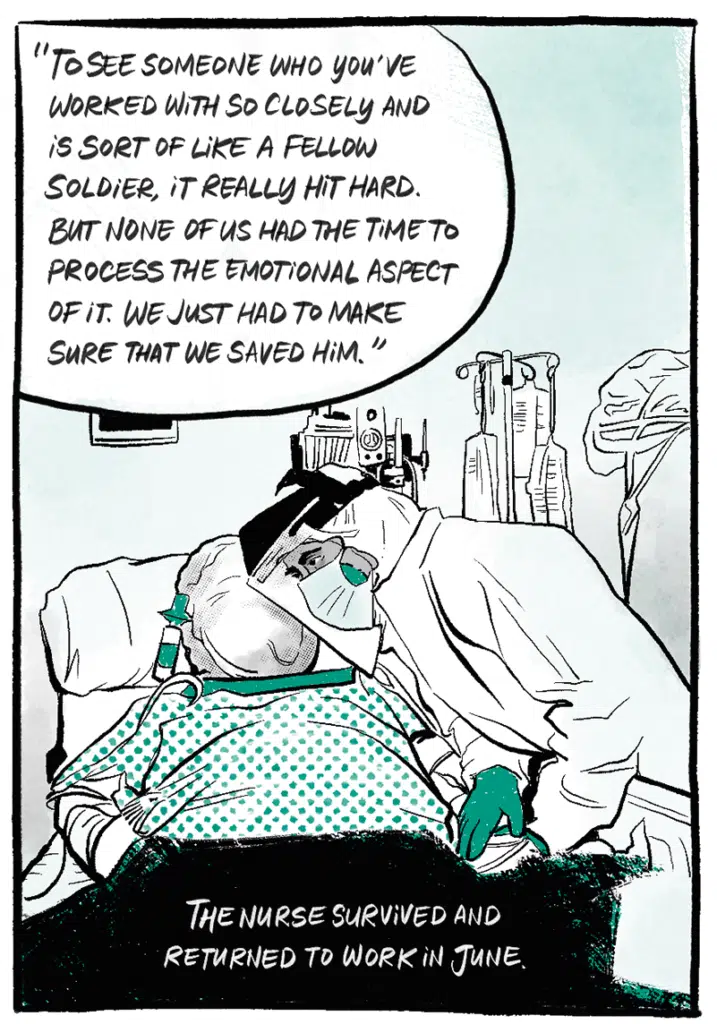 "TO SEE SOMEONE WHO YOU'VE
WORKED WITH SO CLOSELY AND
IS SORT OF LIKE A FELLOW
SOLDIER, IT REALLY HIT HARD.
BUT NONE OF US HAD THE TIME TO
PROCESS THE EMOTIONAL ASPECT
OF IT. WE JUST HAD TO MAKE
SURE THAT WE SAVED HIM."
THE NURSE SURVIVED AND
RETURNED TO WORK IN JUNE.